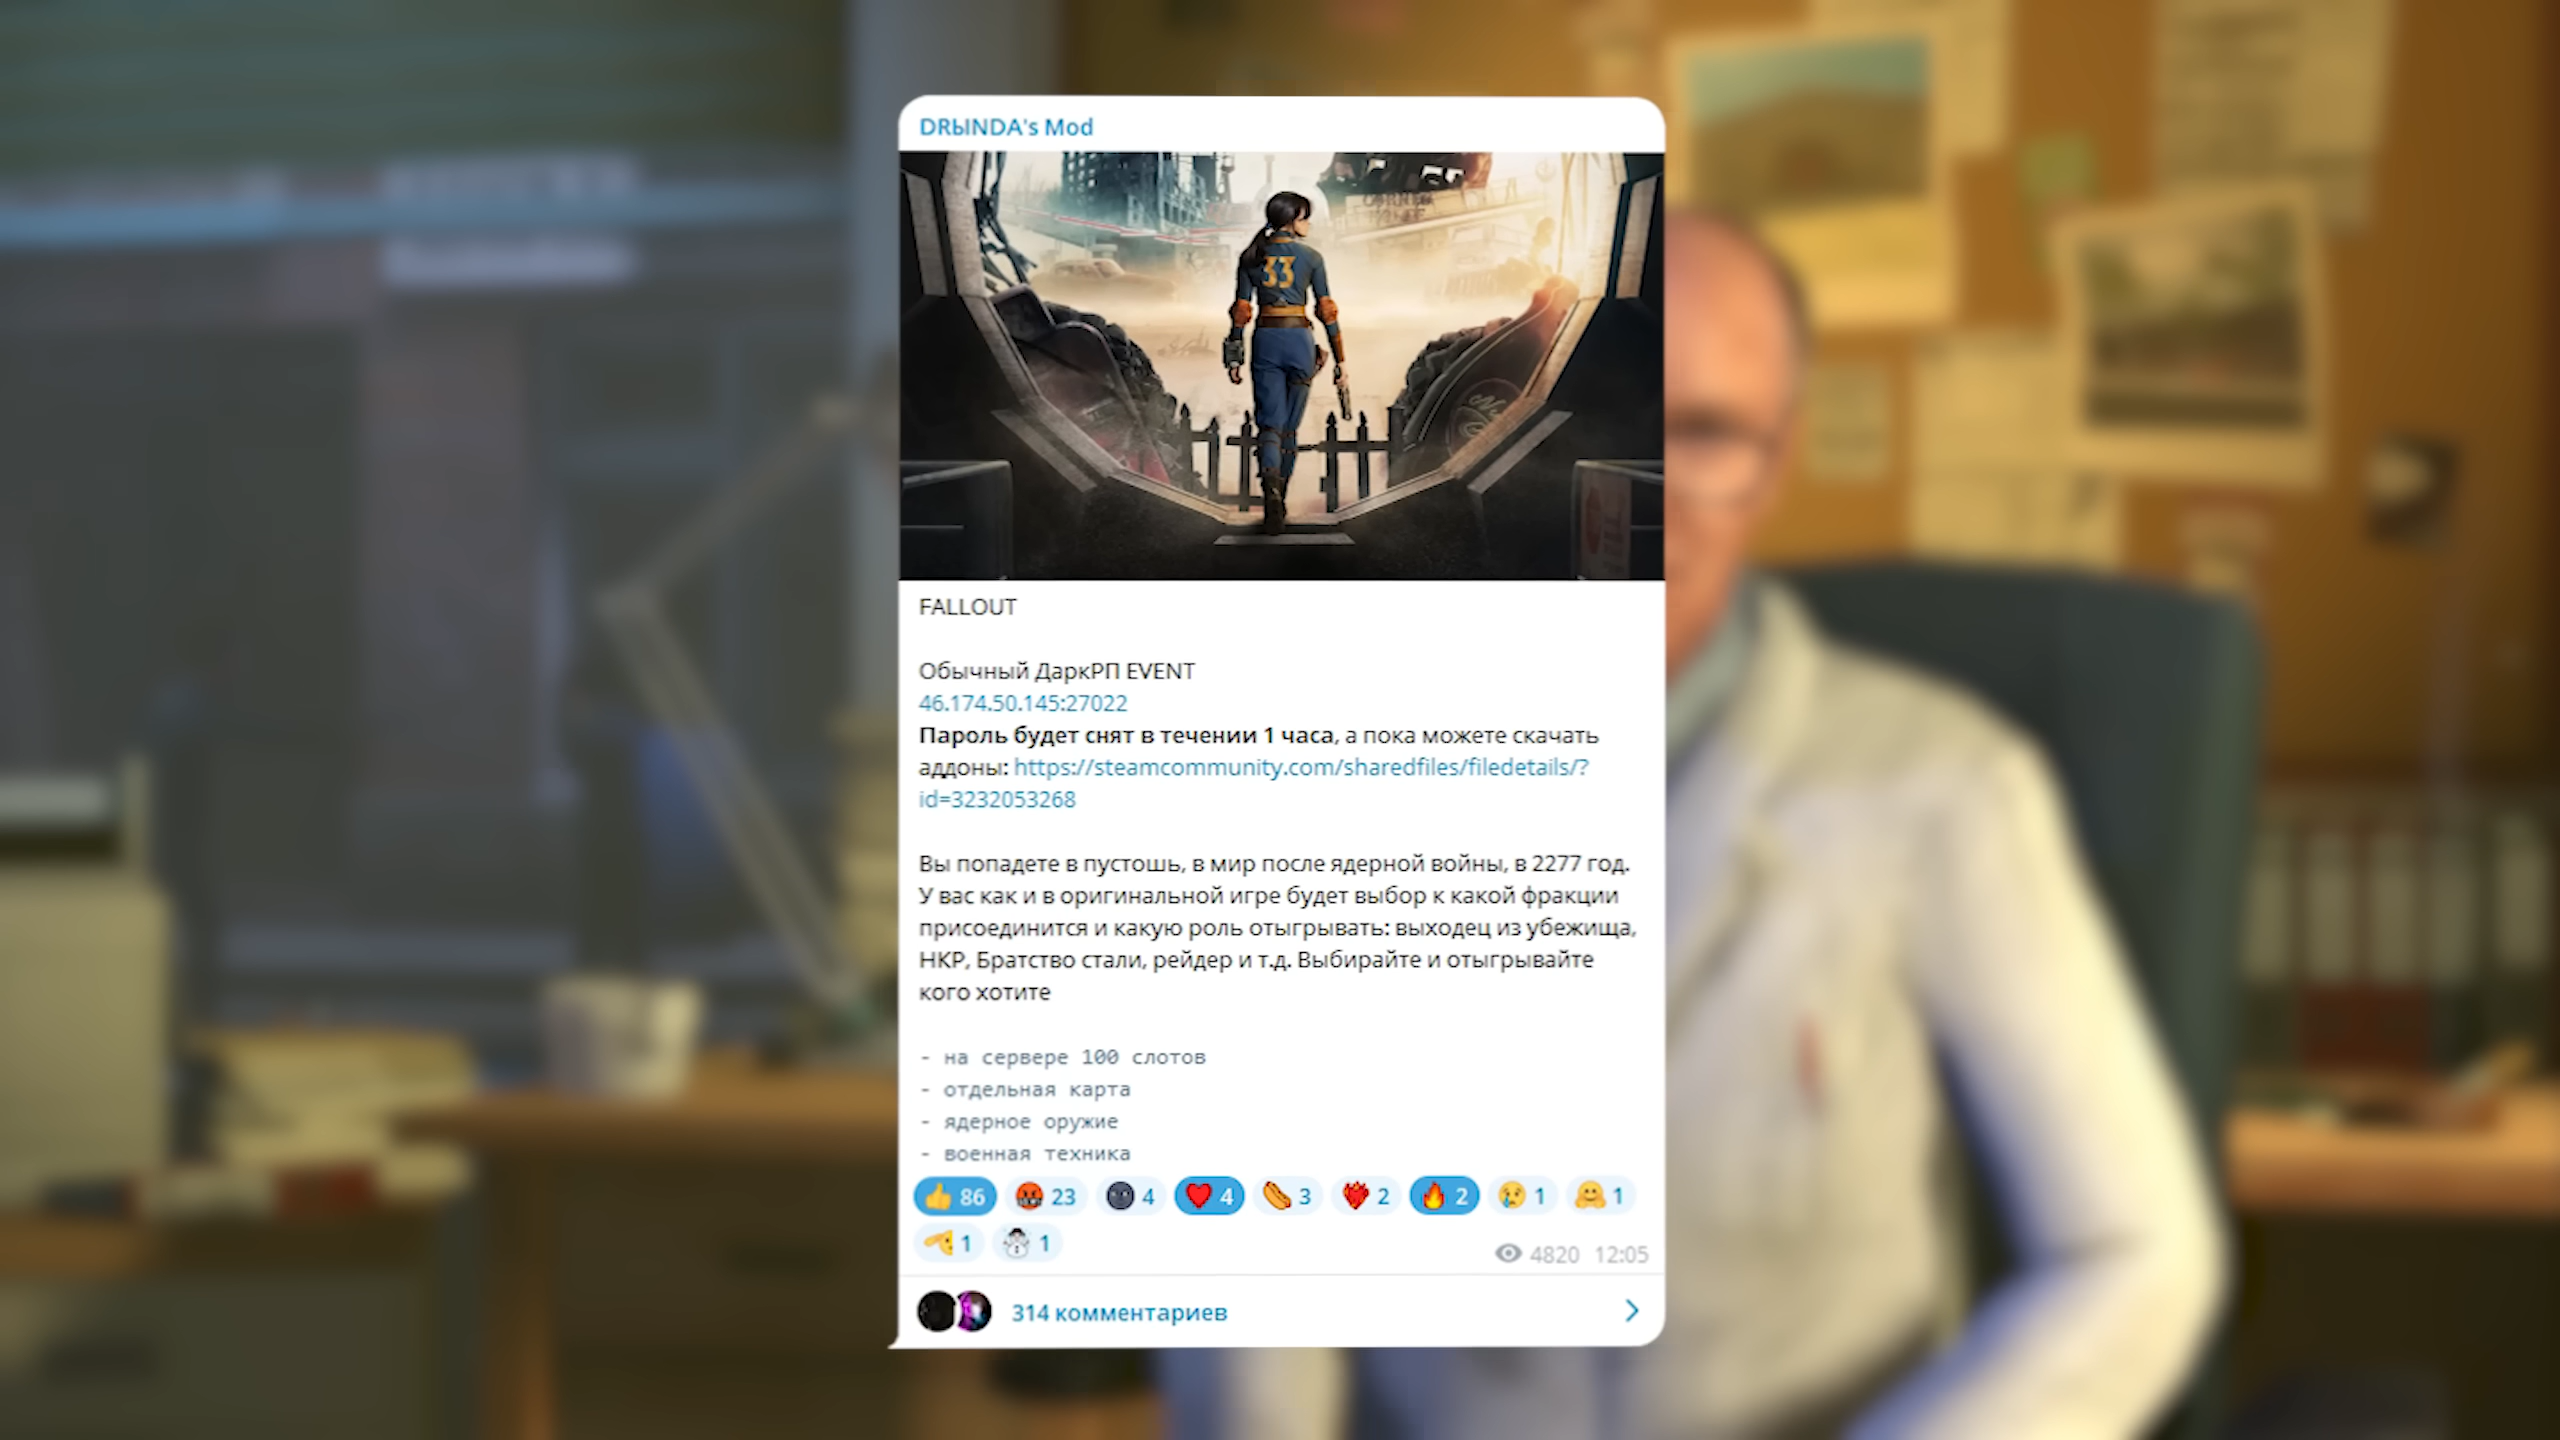 DRЫNDA's Mod
33
FALLOUT
Обычный ДаркРП EVENT
46.174.50.145:27022
Пароль будет снят в течении 1 часа, а пока можете скачать
аддоны: https://steamcommunity.com/sharedfiles/filedetails/?
id=3232053268
Вы попадете в пустошь, в мир после ядерной войны, в 2277 год.
У вас как и в оригинальной игре будет выбор к какой фракции
присоединится и какую роль отыгрывать: выходец из убежища,
НКР, Братство стали, рейдер и т.д. Выбирайте и отыгрывайте
кого хотите
- на сервере 100 слотов
- отдельная карта
- ядерное оружие
- военная техника
86 23 4 4 3 2 2 1 1
1 1 4820 12:05
314 комментариев